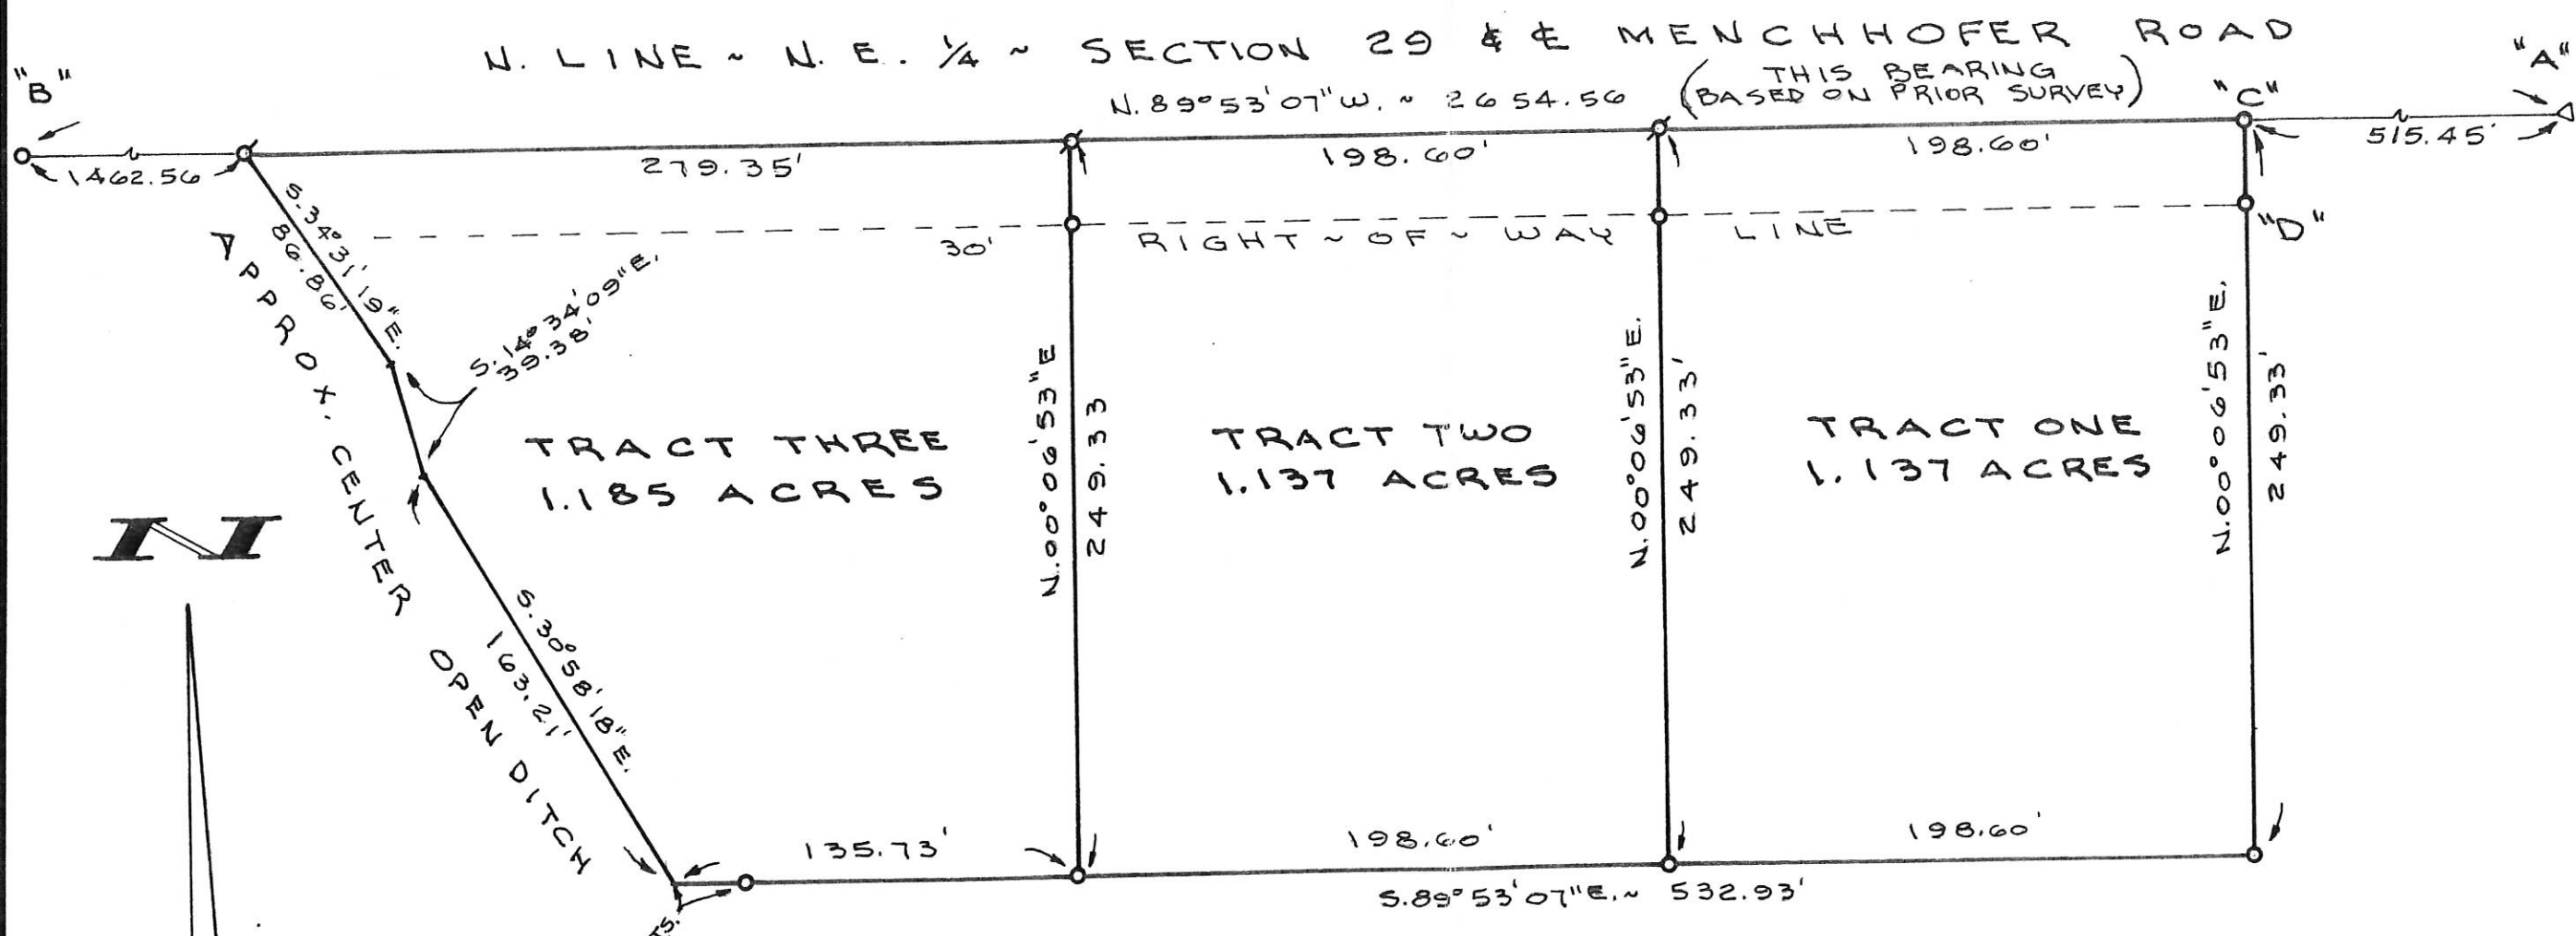 N. LINE ~ N. E. ¼ ~ SECTION 29 & ℄ MENCHHOFER ROAD
"B"
"A"
N. 89°53'07"W. ~ 2654.56
(THIS BEARING
BASED ON PRIOR SURVEY)
"C"
1462.56
279.35'
198.60'
198.60'
515.45'
S.34°31'19"E.
86.86'
30'
RIGHT~OF~WAY LINE
"D"
S.14°34'09"E.
39.38'
APPROX. CENTER OPEN DITCH
N.00°06'53"E
249.33
N.00°06'53"E.
249.33'
N.00°06'53"E.
249.33'
TRACT THREE
1.185 ACRES
TRACT TWO
1.137 ACRES
TRACT ONE
1.137 ACRES
N
S.30°58'18"E.
163.21'
135.73'
198.60'
198.60'
S.89°53'07"E.~ 532.93'